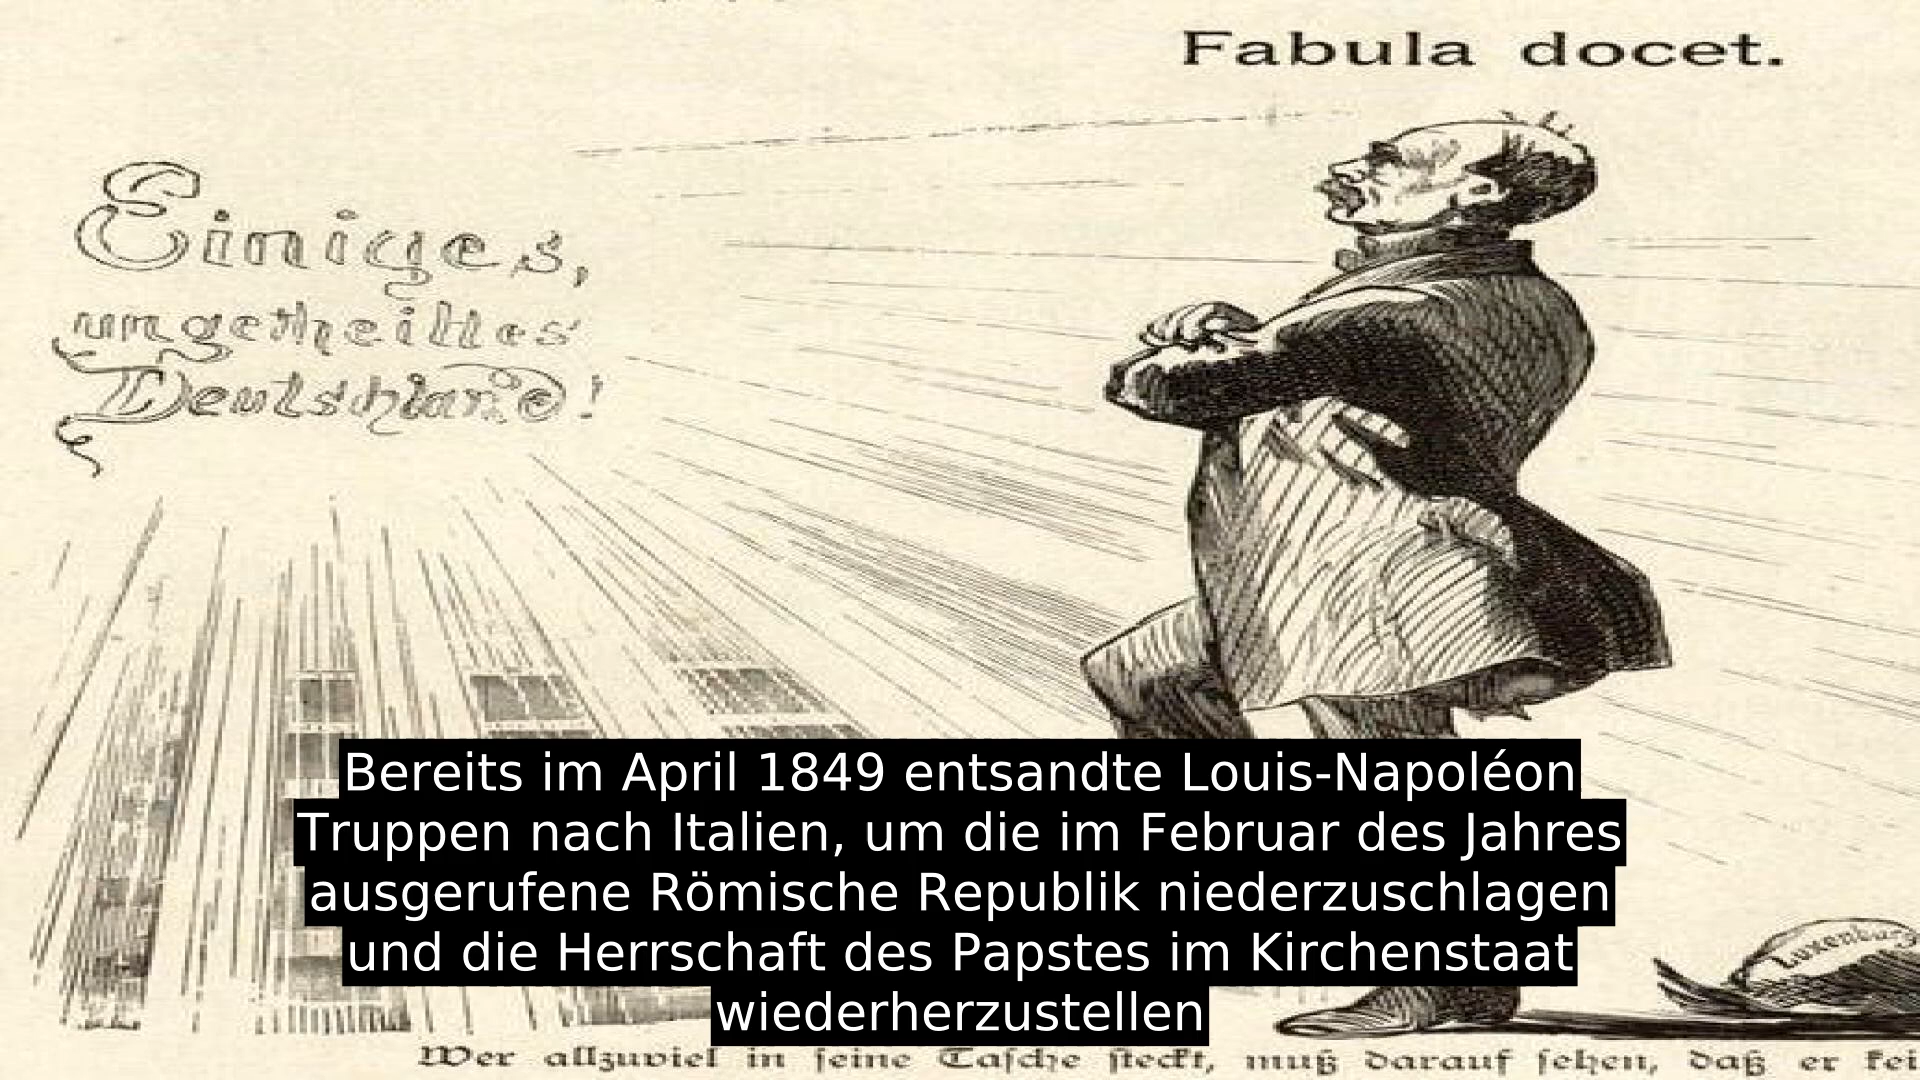 Fabula docet.
Einiges,
ungetheiltes
Deutschland!
Bereits im April 1849 entsandte Louis-Napoléon
Truppen nach Italien, um die im Februar des Jahres
ausgerufene Römische Republik niederzuschlagen
und die Herrschaft des Papstes im Kirchenstaat
wiederherzustellen
Luxenburg
Wer allzuviel in seine Tasche steckt, muß darauf sehen, daß er kei